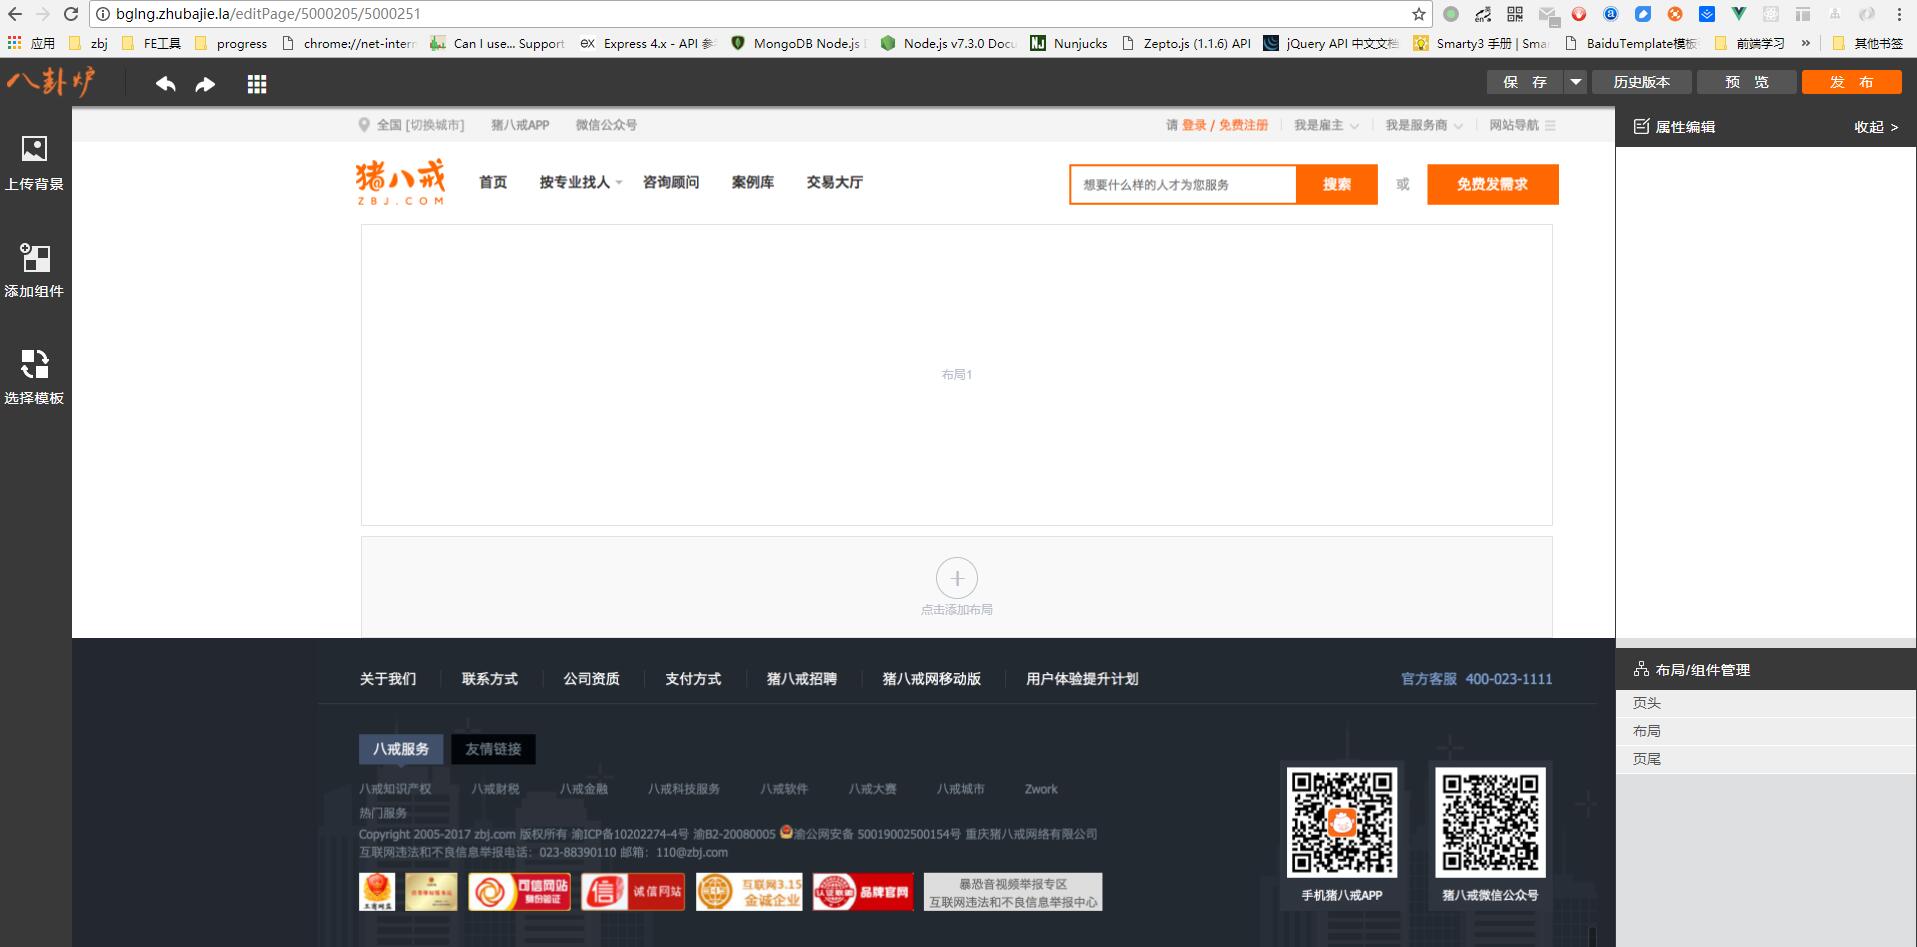 bglng.zhubajie.la/editPage/5000205/5000251
应用 zbj FE工具 progress chrome://net-intern Can I use... Support Express 4.x - API 参 MongoDB Node.js Node.js v7.3.0 Docu Nunjucks Zepto.js (1.1.6) API jQuery API 中文文档 Smarty3 手册 | Sma BaiduTemplate模板 前端学习 » 其他书签
八卦炉 保 存 历史版本 预 览 发 布
上传背景
添加组件
选择模板
全国 [切换城市] 猪八戒APP 微信公众号 请 登录 / 免费注册 我是雇主 我是服务商 网站导航
猪八戒
ZBJ.COM
首页 按专业找人 咨询顾问 案例库 交易大厅 想要什么样的人才为您服务 搜索 或 免费发需求
布局1
点击添加布局
关于我们 联系方式 公司资质 支付方式 猪八戒招聘 猪八戒网移动版 用户体验提升计划 官方客服 400-023-1111
八戒服务 友情链接
八戒知识产权 八戒财税 八戒金融 八戒科技服务 八戒软件 八戒大赛 八戒城市 Zwork
热门服务
Copyright 2005-2017 zbj.com 版权所有 渝ICP备10202274-4号 渝B2-20080005 渝公网安备 50019002500154号 重庆猪八戒网络有限公司
互联网违法和不良信息举报电话：023-88390110 邮箱：110@zbj.com
工商网监
可信网站
身份验证
信 诚信网站
互联网3.15
金诚企业
认证联盟 品牌官网
暴恐音视频举报专区
互联网违法和不良信息举报中心
手机猪八戒APP 猪八戒微信公众号
属性编辑 收起 >
布局/组件管理
页头
布局
页尾